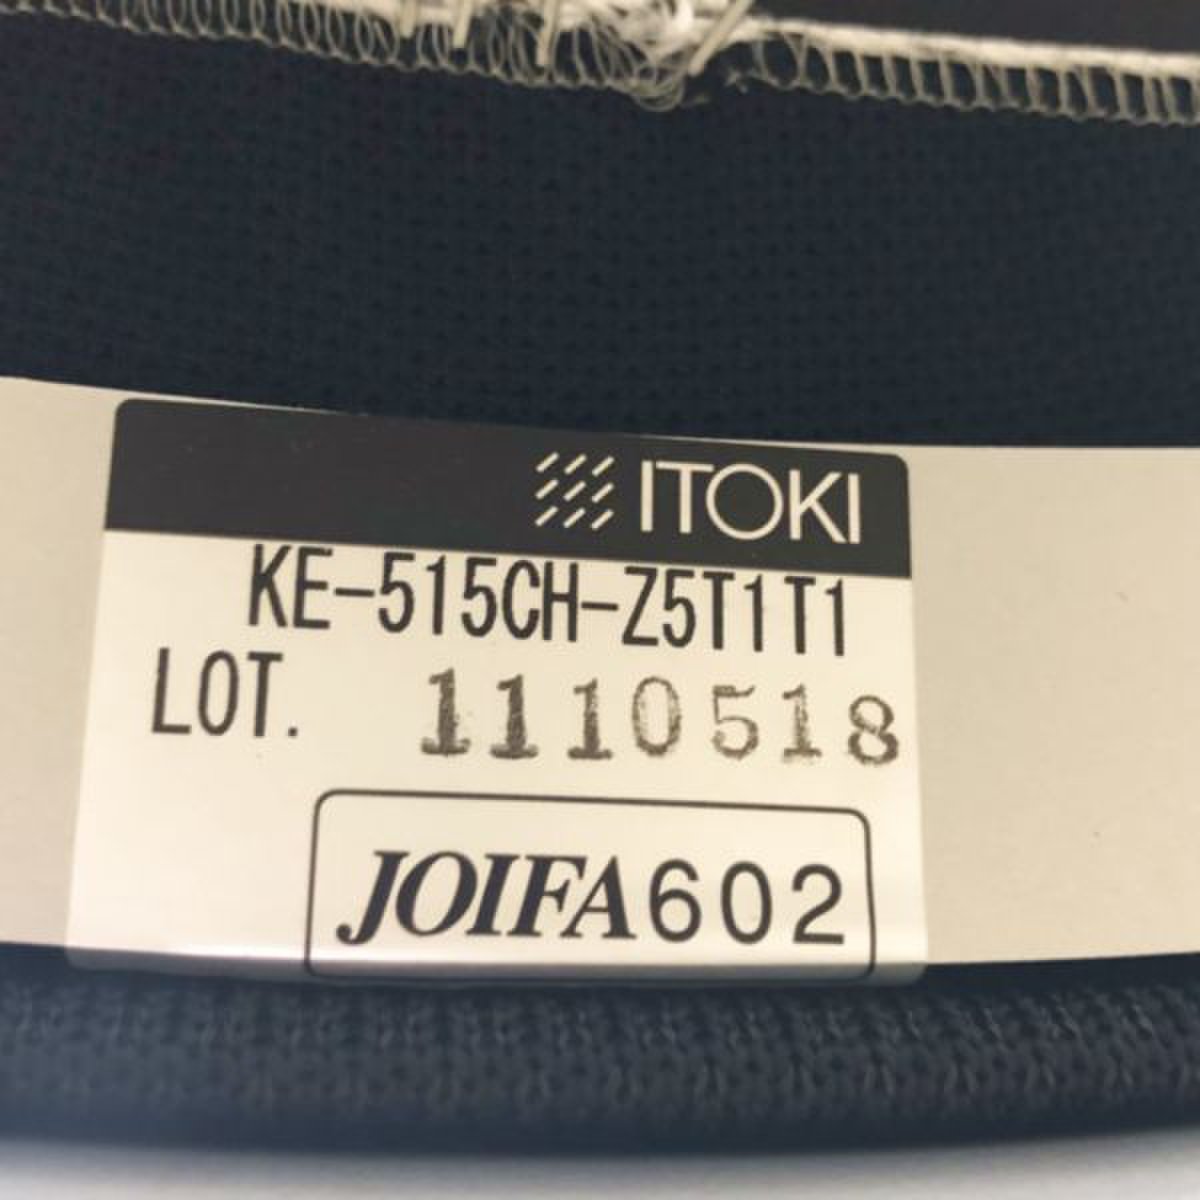 ITOKI
KE-515CH-Z5T1T1
LOT. 1110518
JOIFA602